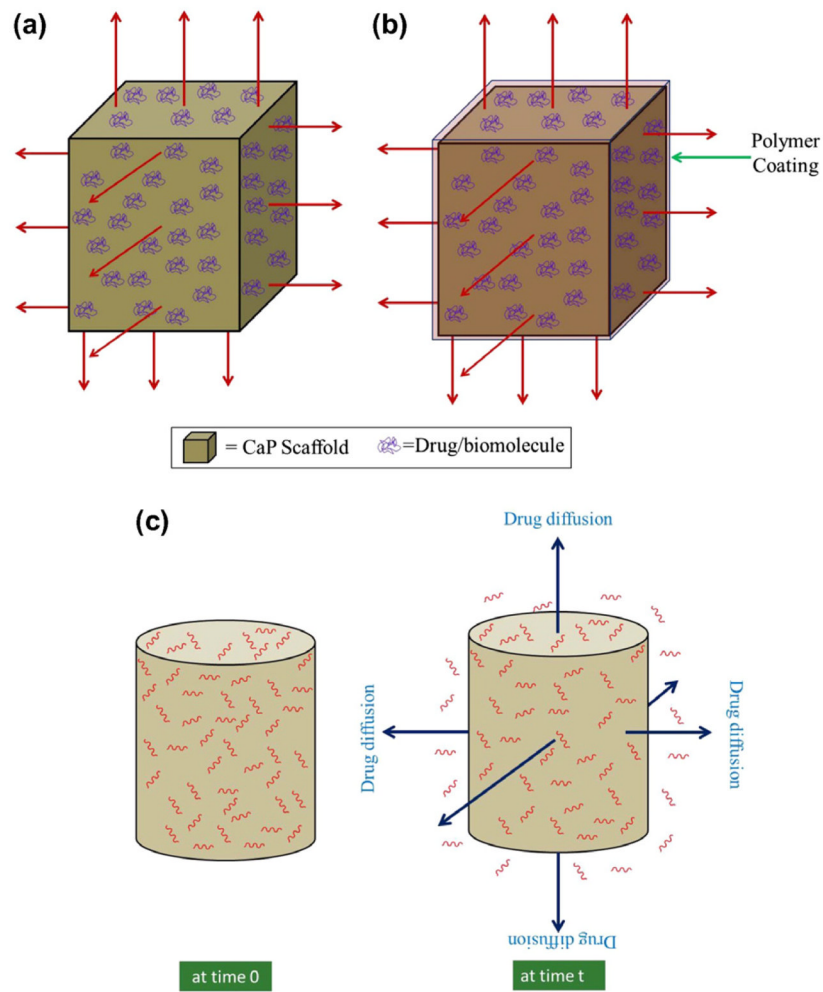 (a)
(b)
Polymer
Coating
= CaP Scaffold
=Drug/biomolecule
(c)
Drug diffusion
Drug diffusion
Drug diffusion
Drug diffusion
at time 0
at time t